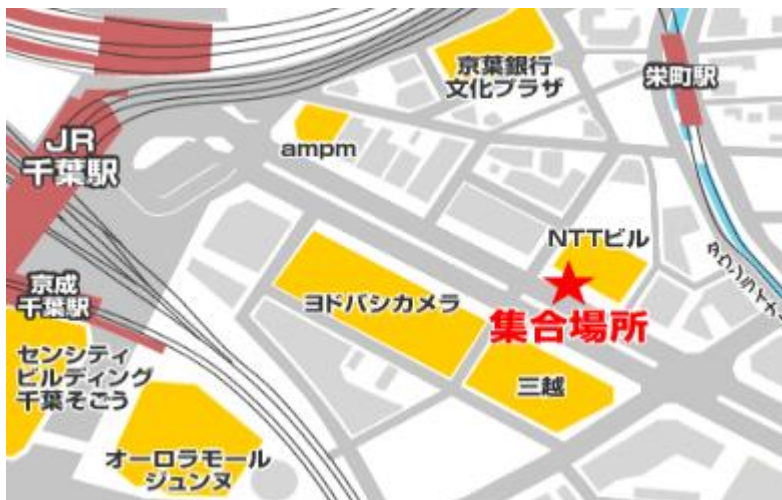 京葉銀行
文化プラザ
栄町駅
JR
千葉駅
ampm
NTTビル
京成
千葉駅
ヨドバシカメラ
集合場所
センシティ
ビルディング
千葉そごう
三越
オーロラモール
ジュンヌ